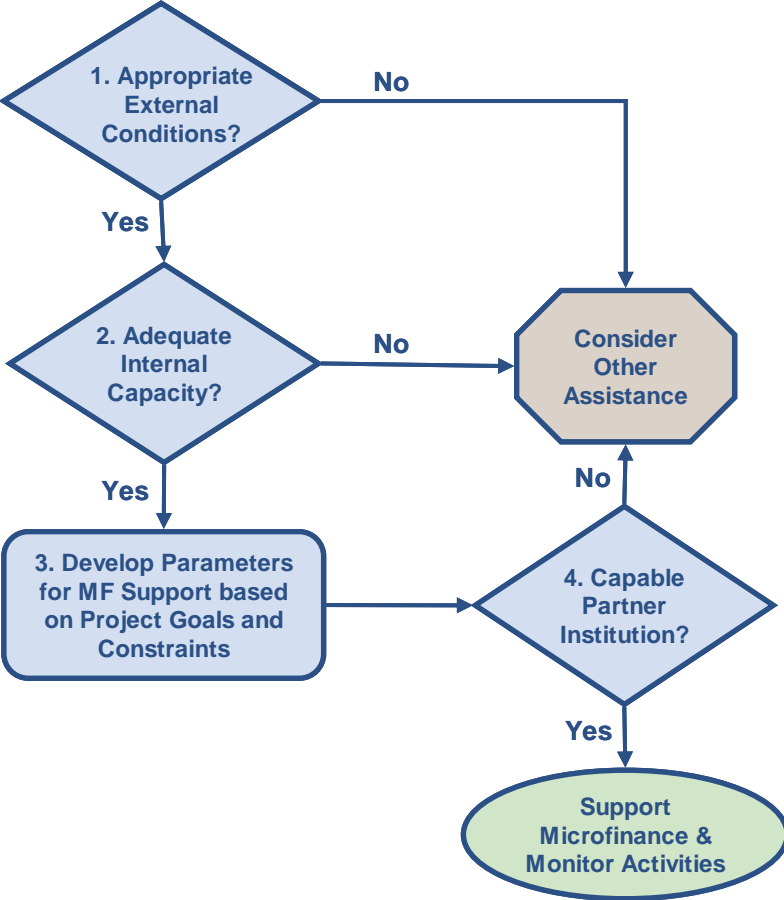 1. Appropriate
External
Conditions?
No
Yes
2. Adequate
Internal
Capacity?
No
Consider
Other
Assistance
Yes
No
3. Develop Parameters
for MF Support based
on Project Goals and
Constraints
4. Capable
Partner
Institution?
Yes
Support
Microfinance &
Monitor Activities